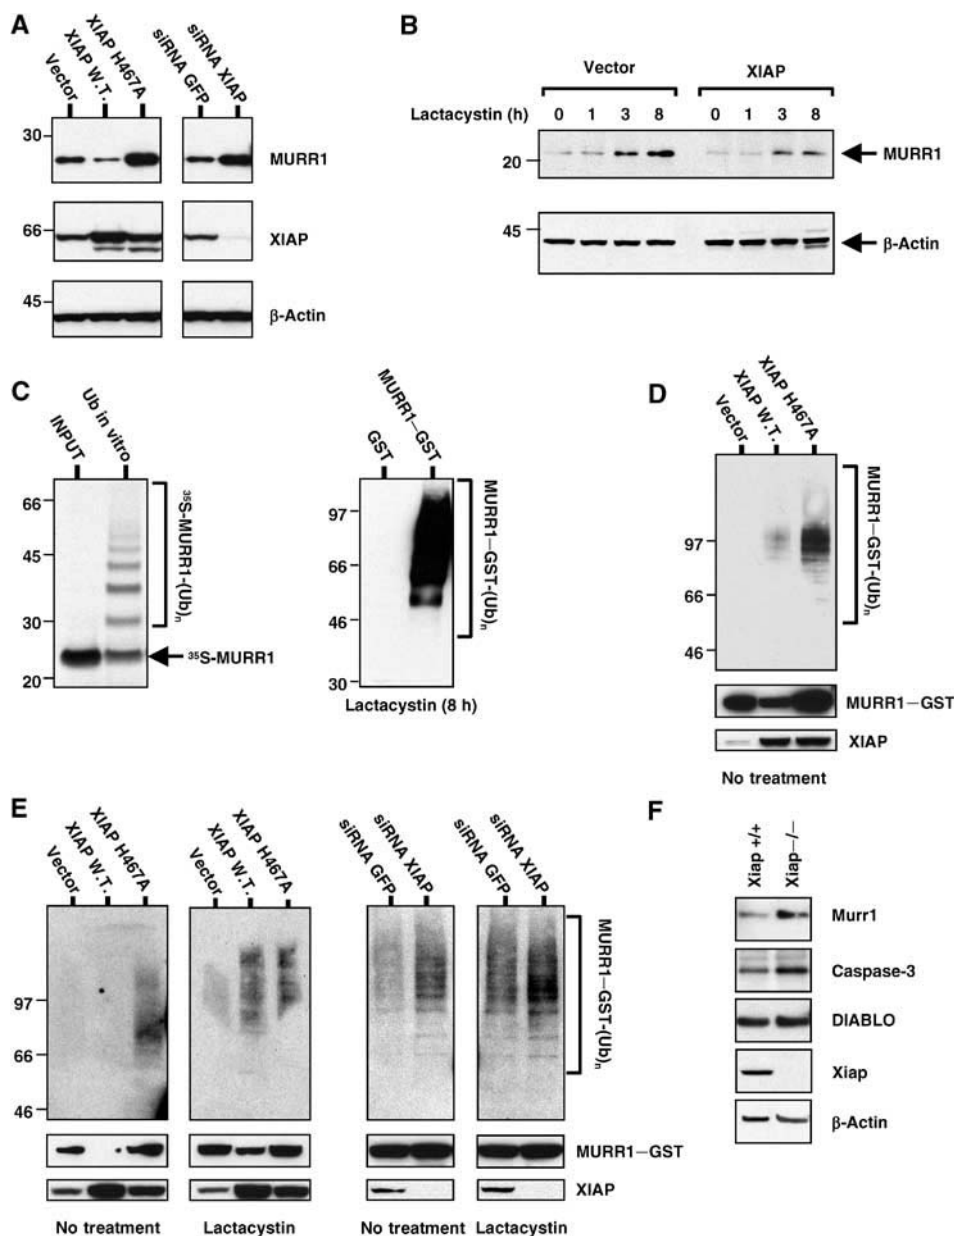 A
Vector
XIAP W.T.
XIAP H467A
siRNA GFP
siRNA XIAP
30
MURR1
66
XIAP
45
β-Actin
B
Vector
XIAP
Lactacystin (h)
0 1 3 8
0 1 3 8
20
MURR1
45
β-Actin
C
INPUT
Ub in vitro
66
45
30
20
³⁵S-MURR1-(Ub)ₙ
³⁵S-MURR1
GST
MURR1–GST
97
66
46
30
MURR1–GST-(Ub)ₙ
Lactacystin (8 h)
D
Vector
XIAP W.T.
XIAP H467A
97
66
46
MURR1–GST-(Ub)ₙ
MURR1–GST
XIAP
No treatment
E
Vector
XIAP W.T.
XIAP H467A
Vector
XIAP W.T.
XIAP H467A
siRNA GFP
siRNA XIAP
siRNA GFP
siRNA XIAP
97
66
46
MURR1–GST-(Ub)ₙ
MURR1–GST
XIAP
No treatment
Lactacystin
No treatment
Lactacystin
F
Xiap +/+
Xiap–/–
Murr1
Caspase-3
DIABLO
Xiap
β-Actin